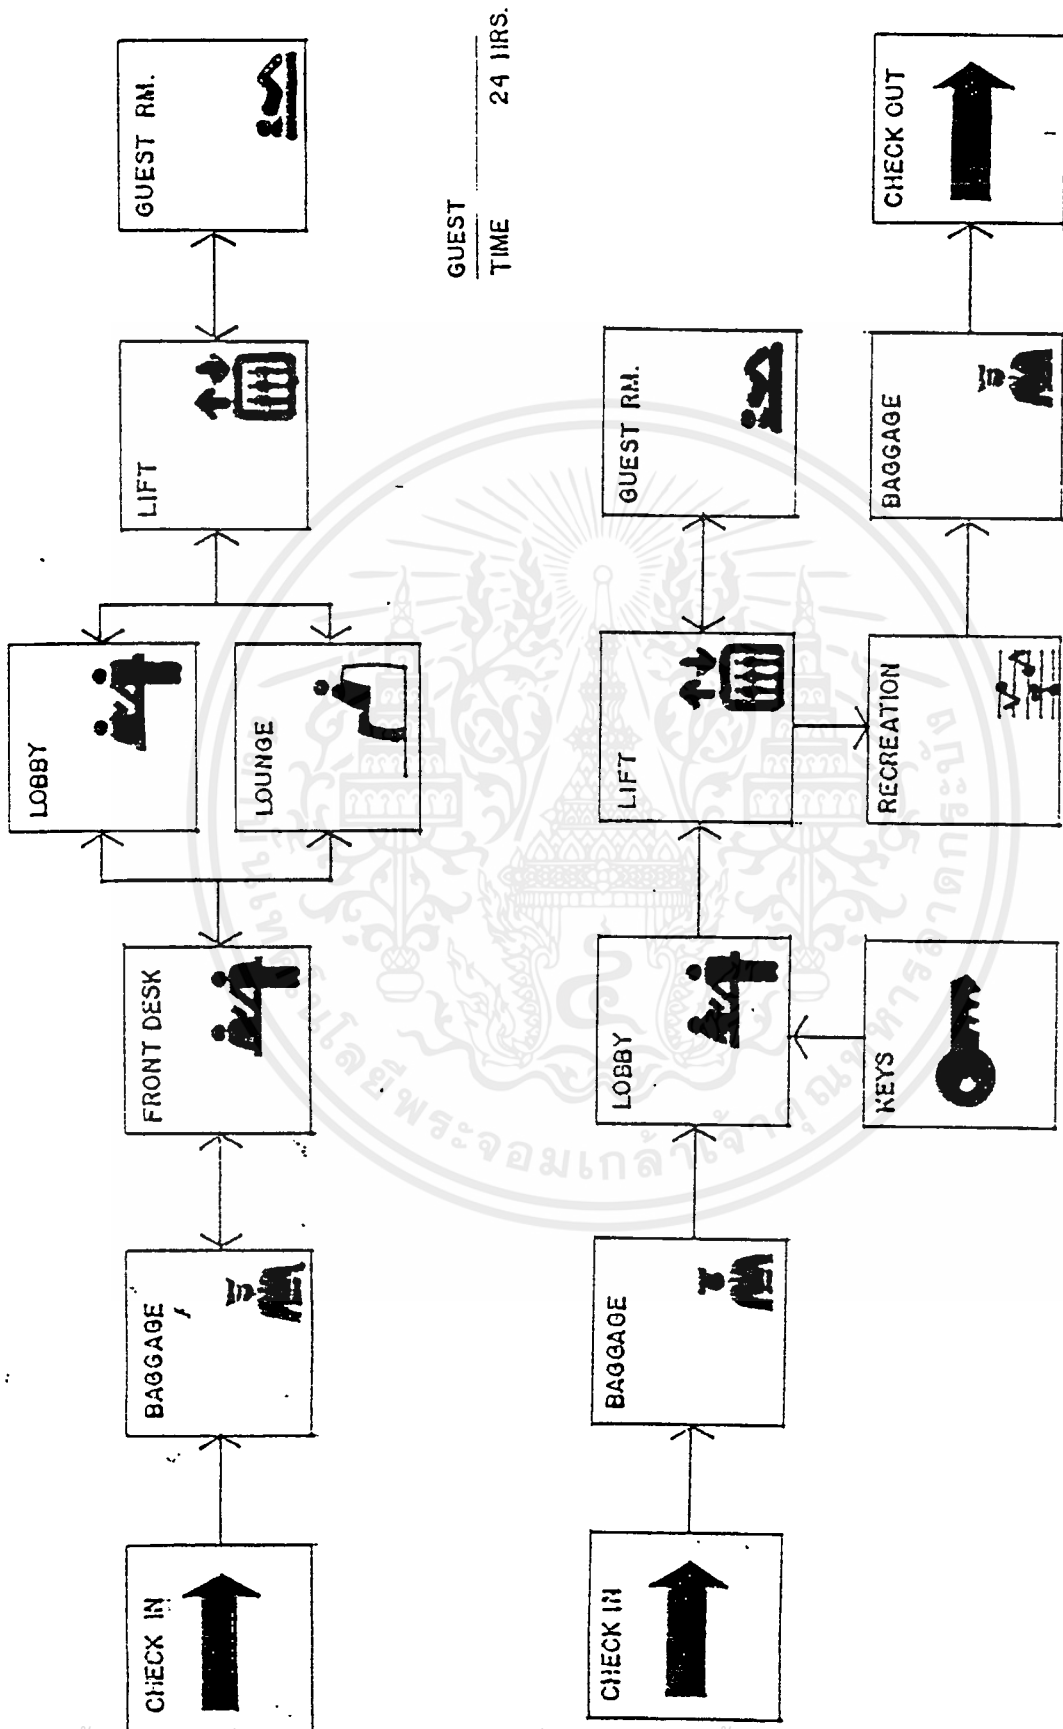 CHECK IN
BAGGAGE
FRONT DESK
LOBBY
LOUNGE
LIFT
GUEST RM.
GUEST
TIME 24 HRS.
CHECK IN
BAGGAGE
LOBBY
KEYS
LIFT
GUEST RM.
RECREATION
BAGGAGE
CHECK OUT